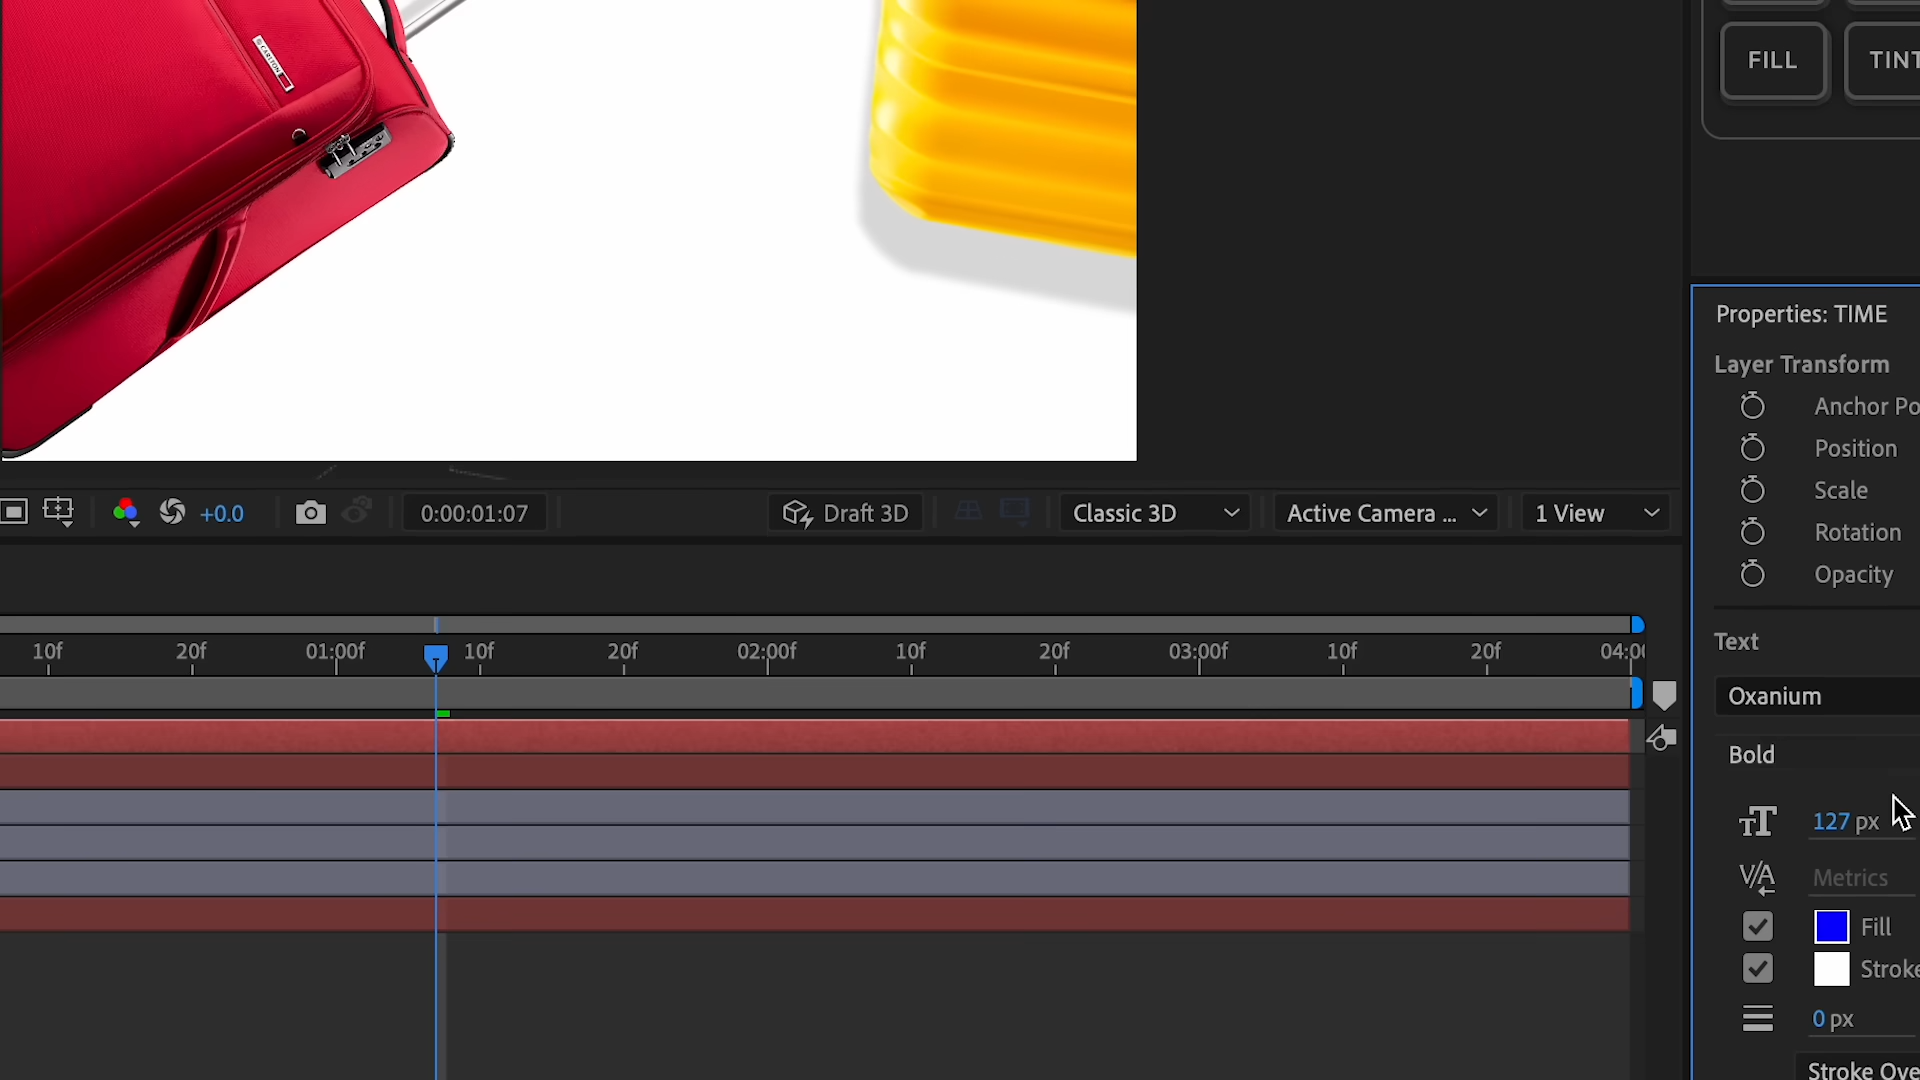 CARLTON
FILL
TINT
Properties: TIME
Layer Transform
Anchor Po
Position
Scale
Rotation
Opacity
+0.0
0:00:01:07
Draft 3D
Classic 3D
Active Camera ...
1 View
10f 20f 01:00f 10f 20f 02:00f 10f 20f 03:00f 10f 20f 04:00
Text
Oxanium
Bold
127 px
Metrics
Fill
Stroke
0 px
Stroke Ove